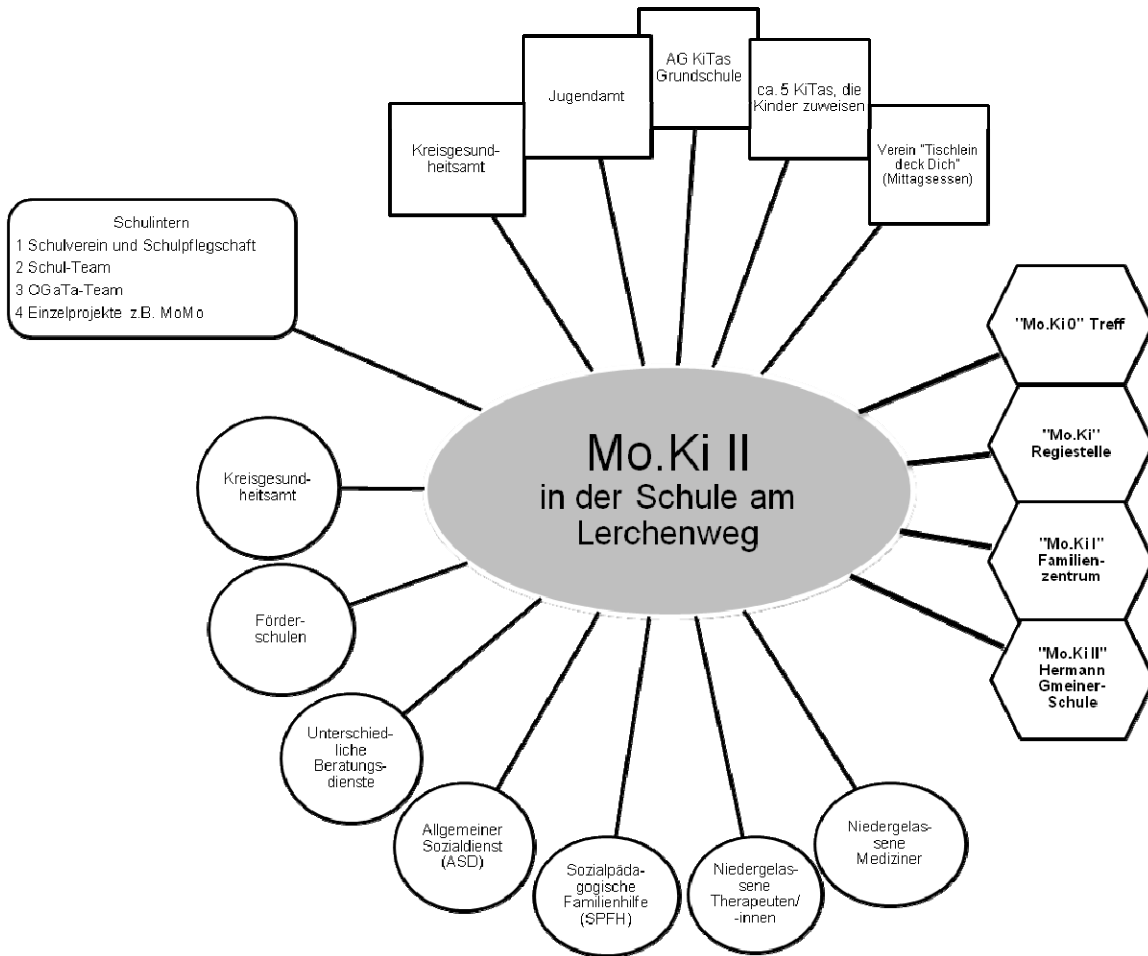 AG KiTas
Grundschule
Jugendamt
ca. 5 KiTas, die
Kinder zuweisen
Kreisgesund-
heitsamt
Verein "Tischlein
deck Dich"
(Mittagsessen)
Schulintern
1 Schulverein und Schulpflegschaft
2 Schul-Team
3 OGaTa-Team
4 Einzelprojekte z.B. MoMo
"Mo.Ki 0" Treff
"Mo.Ki"
Regiestelle
"Mo.Ki I"
Familien-
zentrum
"Mo.Ki II"
Hermann
Gmeiner-
Schule
Mo.Ki II
in der Schule am
Lerchenweg
Kreisgesund-
heitsamt
Förder-
schulen
Unterschied-
liche
Beratungs-
dienste
Allgemeiner
Sozialdienst
(ASD)
Sozialpäda-
gogische
Familienhilfe
(SPFH)
Niedergelas-
sene
Therapeuten/
-innen
Niedergelas-
sene
Mediziner